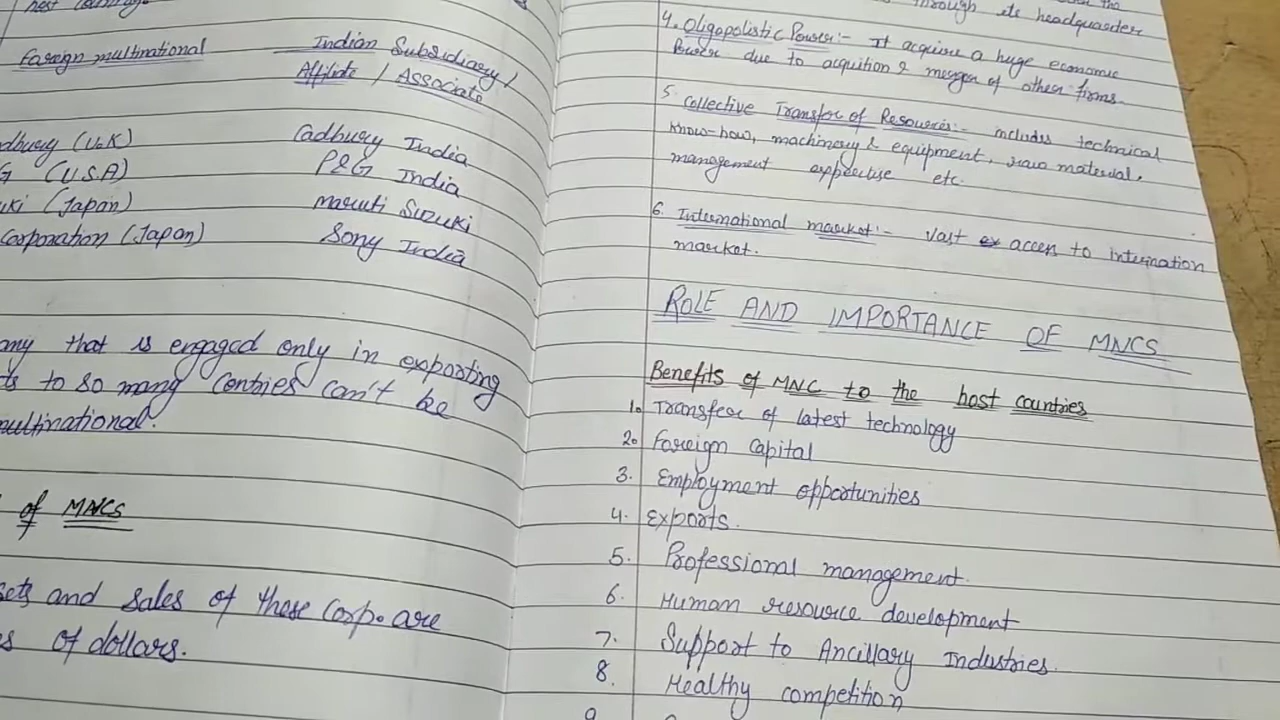 Foreign multinational
Indian Subsidiary /
Affiliate / Associate
(U.K)
Cadbury India
(U.S.A)
P&G India
(Japan)
Maruti Suzuki
Corporation (Japan)
Sony India
that is engaged only in exporting
to so many Contries can't be
of MNCS
and Sales of these Corp. are
of dollars.
through its headquarter
4. Oligopolistic Power:- It acquire a huge economic
Power due to acquition & merger of other firms.
5. Collective Transfer of Resources:- includes technical
know-how, machinery & equipment, raw material,
management etc.
6. International market:- Vast access to internation
market.
ROLE AND IMPORTANCE OF MNCS
Benefits of MNC to the host countries
1. Transfer of latest technology
2. Foreign Capital
3. Employment opportunities
4. Exports.
5. Professional management.
6. Human resource development
7. Support to Ancillary Industries.
8. Healthy competition
9